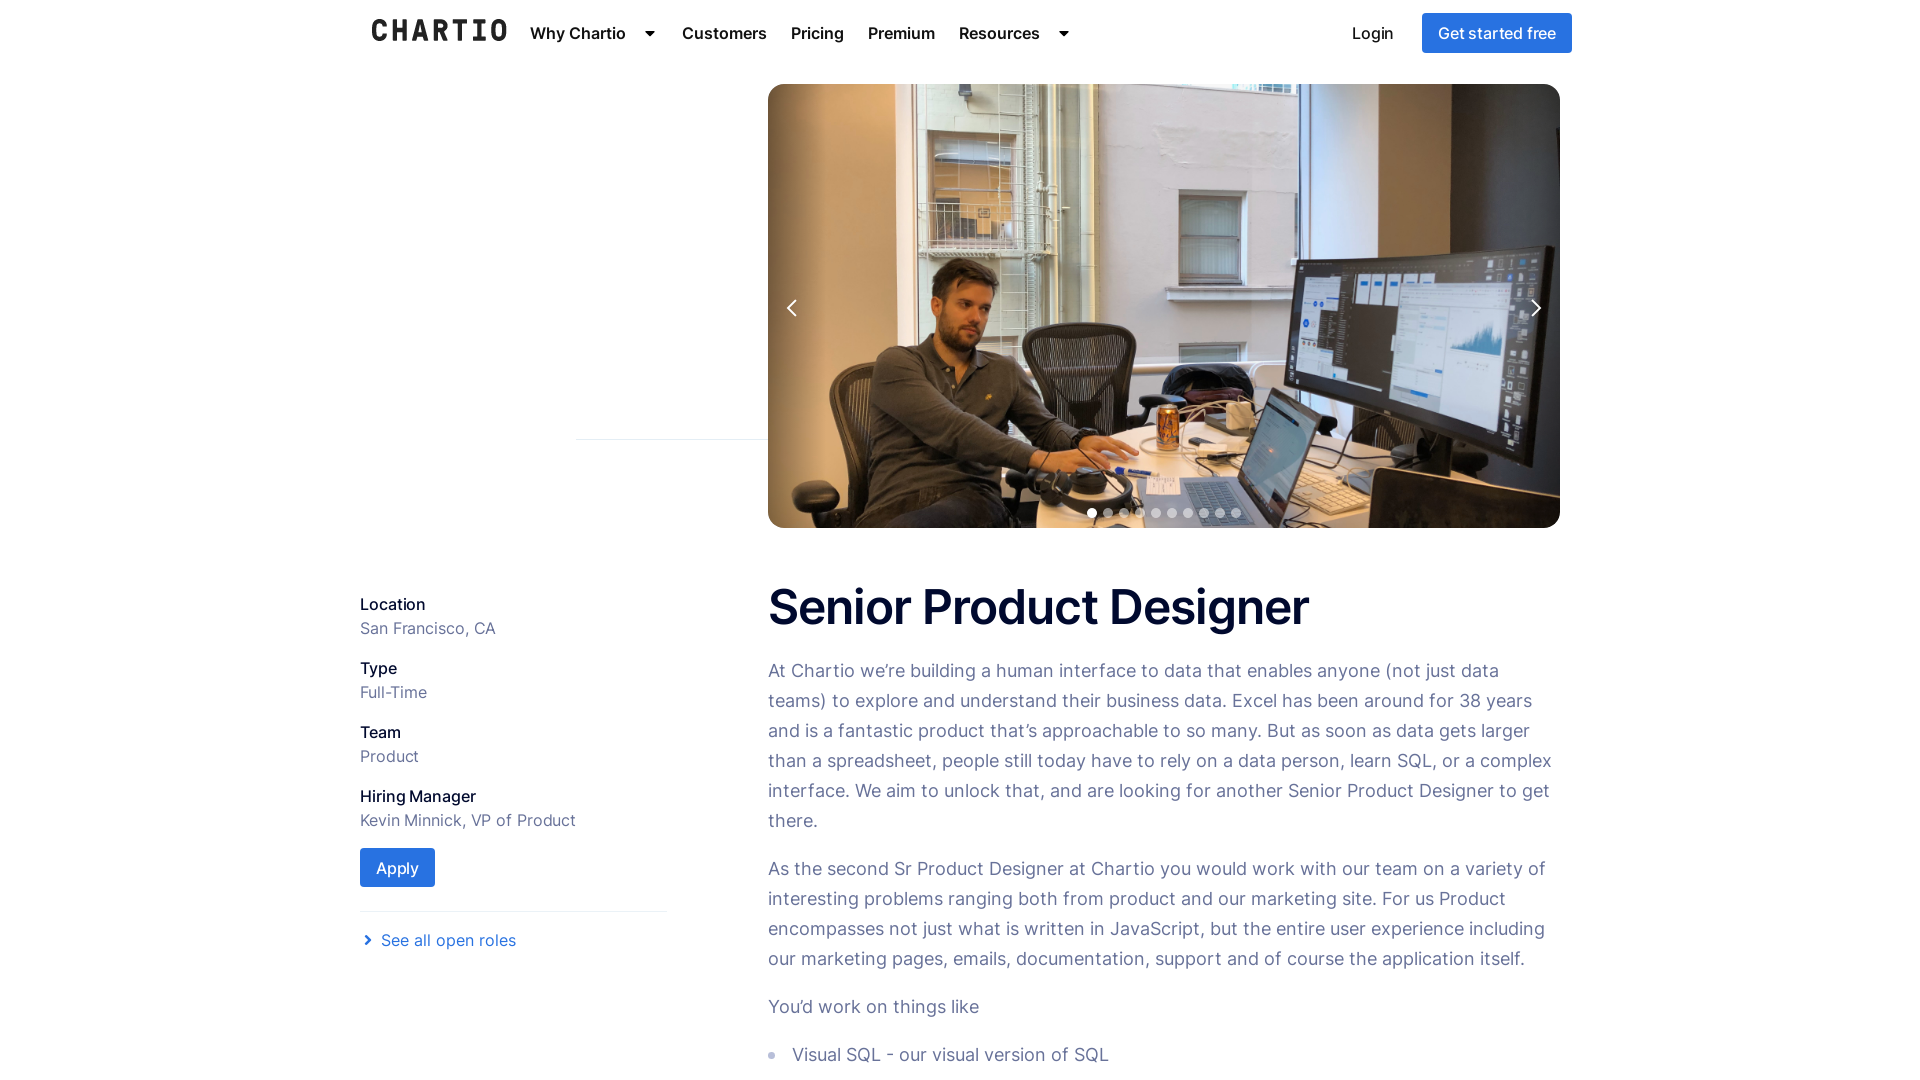 CHARTIO
Why Chartio
Customers
Pricing
Premium
Resources
Login
Get started free
Location
San Francisco, CA
Type
Full-Time
Team
Product
Hiring Manager
Kevin Minnick, VP of Product
Apply
See all open roles
Senior Product Designer
At Chartio we’re building a human interface to data that enables anyone (not just data
teams) to explore and understand their business data. Excel has been around for 38 years
and is a fantastic product that’s approachable to so many. But as soon as data gets larger
than a spreadsheet, people still today have to rely on a data person, learn SQL, or a complex
interface. We aim to unlock that, and are looking for another Senior Product Designer to get
there.
As the second Sr Product Designer at Chartio you would work with our team on a variety of
interesting problems ranging both from product and our marketing site. For us Product
encompasses not just what is written in JavaScript, but the entire user experience including
our marketing pages, emails, documentation, support and of course the application itself.
You’d work on things like
Visual SQL - our visual version of SQL